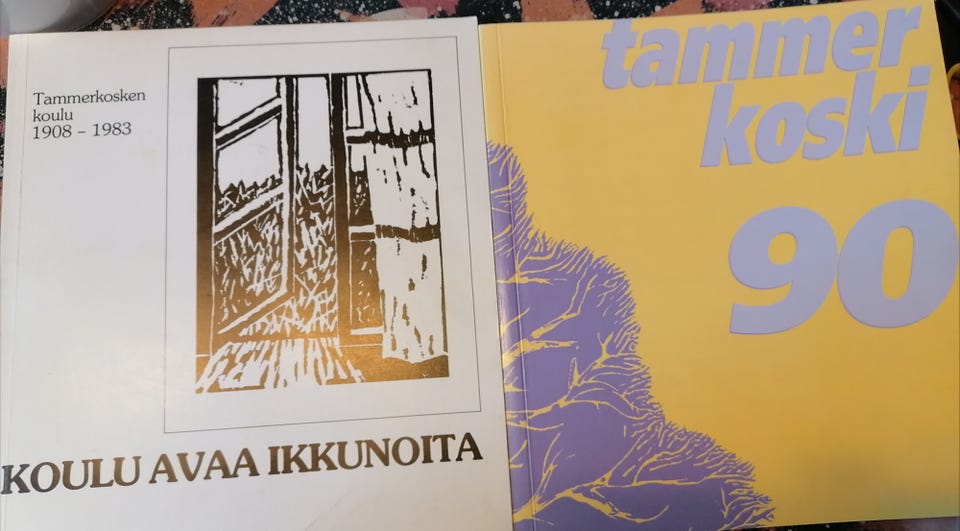 Tammerkosken
koulu
1908 – 1983
KOULU AVAA IKKUNOITA
tammer
koski
90